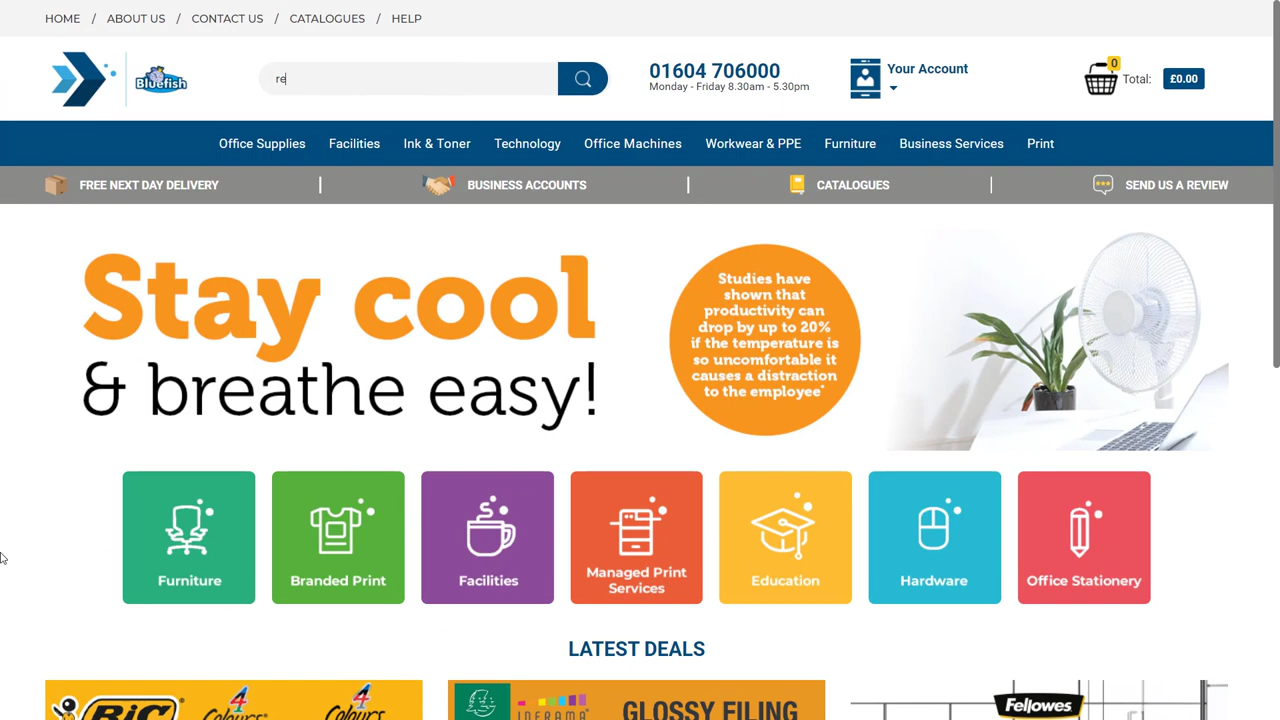 HOME / ABOUT US / CONTACT US / CATALOGUES / HELP
Bluefish
re
01604 706000
Monday - Friday 8.30am - 5.30pm
Your Account
0
Total:
£0.00
Office Supplies Facilities Ink & Toner Technology Office Machines Workwear & PPE Furniture Business Services Print
FREE NEXT DAY DELIVERY | BUSINESS ACCOUNTS | CATALOGUES | SEND US A REVIEW
Stay cool
& breathe easy!
Studies have
shown that
productivity can
drop by up to 20%
if the temperature is
so uncomfortable it
causes a distraction
to the employee*
Furniture
Branded Print
Facilities
Managed Print
Services
Education
Hardware
Office Stationery
LATEST DEALS
BIC
4
Colours
4
Colours
INFRAMA
GLOSSY FILING
Fellowes